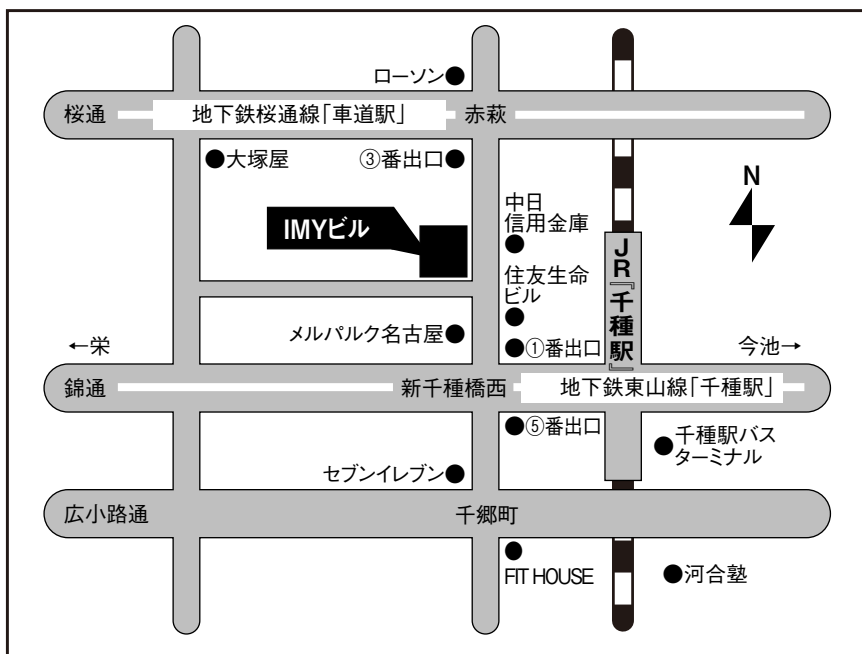 ローソン
桜通
地下鉄桜通線「車道駅」
赤萩
大塚屋
③番出口
N
中日
信用金庫
IMYビル
JR『千種駅』
住友生命
ビル
メルパルク名古屋
①番出口
←栄
今池→
錦通
新千種橋西
地下鉄東山線「千種駅」
⑤番出口
千種駅バス
ターミナル
セブンイレブン
広小路通
千郷町
FIT HOUSE
河合塾